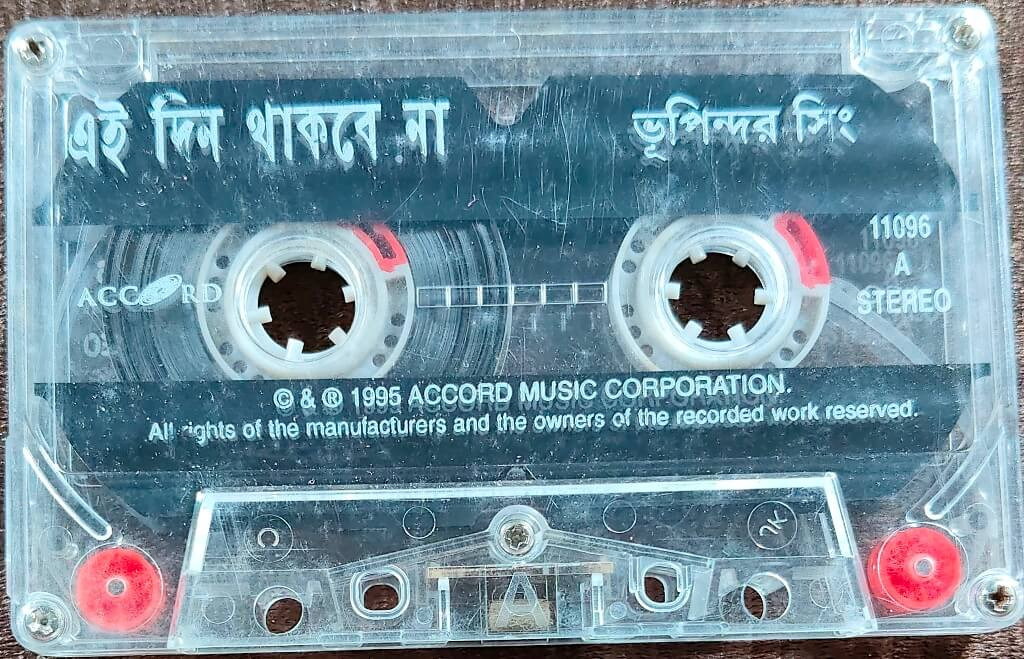 এই দিন থাকবে না
ভূপিন্দর সিং
ACCORD
11096
A
STEREO
© & ℗ 1995 ACCORD MUSIC CORPORATION.
All rights of the manufacturers and the owners of the recorded work reserved.
A